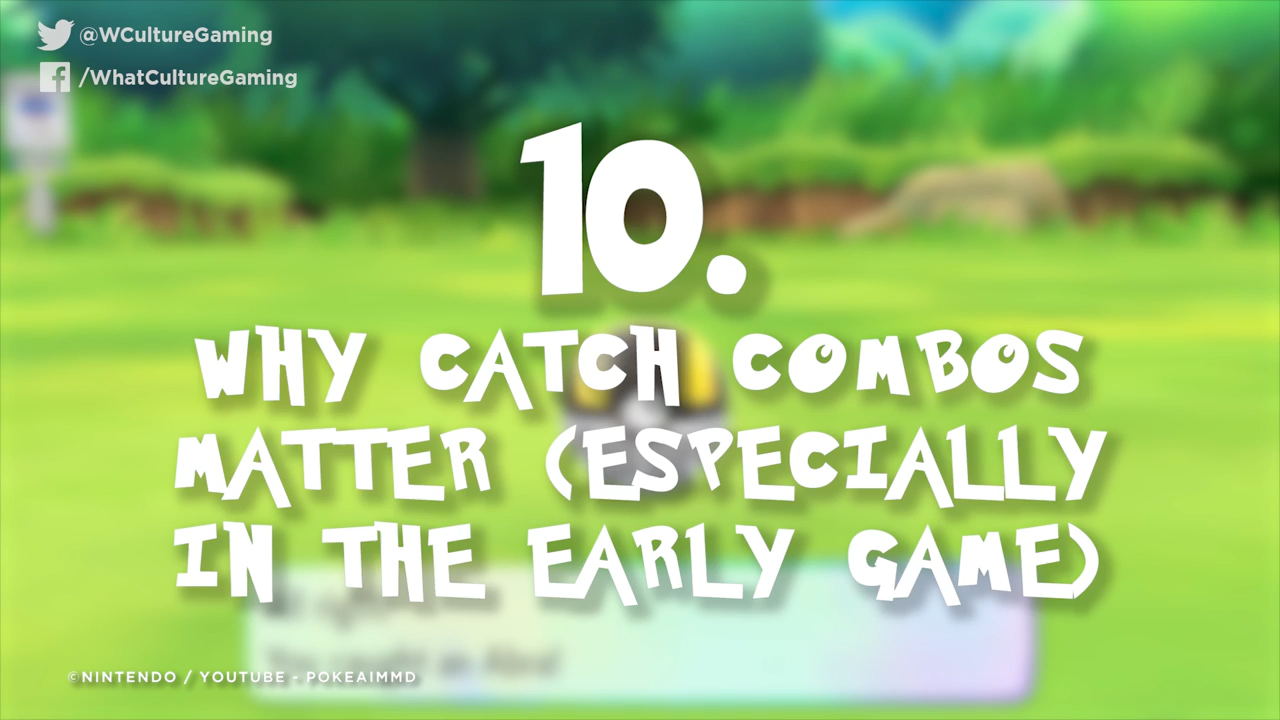 @WCultureGaming
/WhatCultureGaming
10.
WHY CATCH COMBOS
MATTER (ESPECIALLY
IN THE EARLY GAME)
©NINTENDO / YOUTUBE - POKEAIMMD